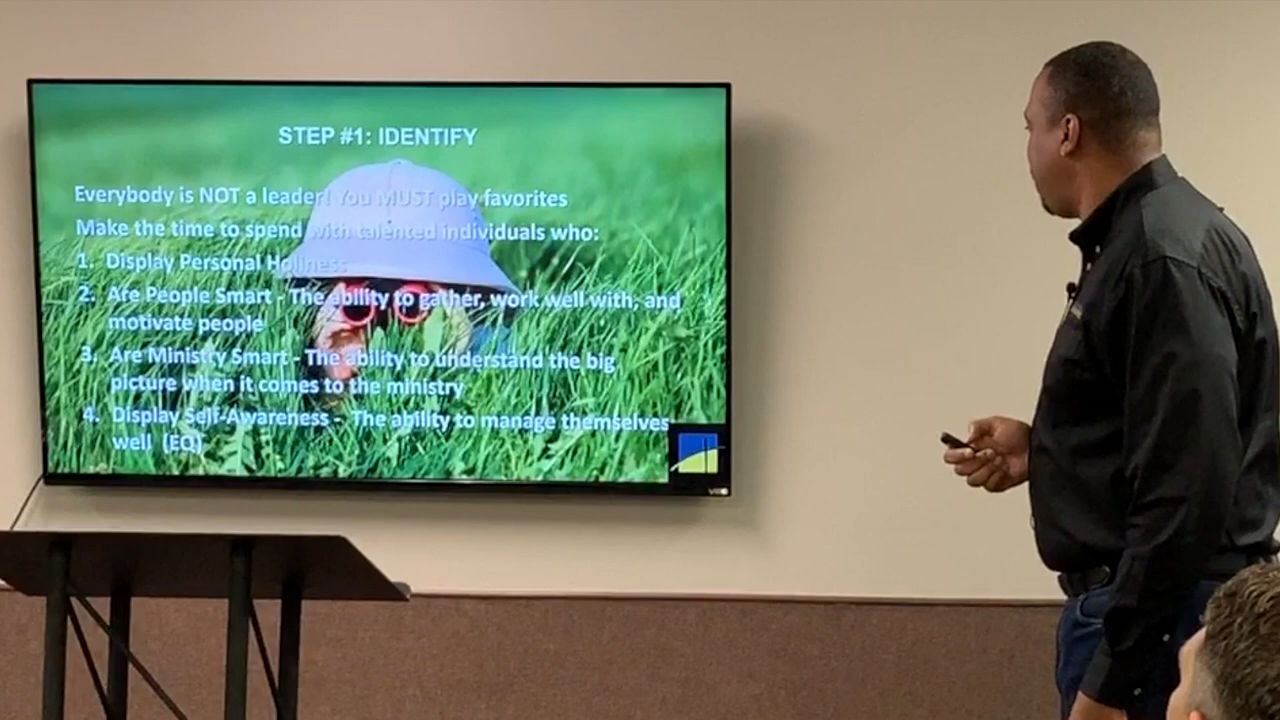 STEP #1: IDENTIFY
Everybody is NOT a leader! You MUST play favorites
Make the time to spend with talented individuals who:
1. Display Personal Holiness
2. Are People Smart - The ability to gather, work well with, and
motivate people
3. Are Ministry Smart - The ability to understand the big
picture when it comes to the ministry
4. Display Self-Awareness - The ability to manage themselves
well (EQ)